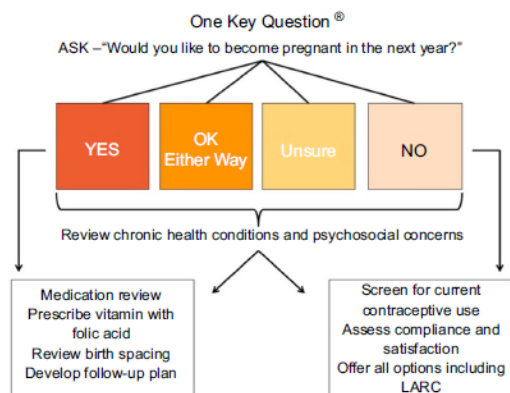 One Key Question ®
ASK –“Would you like to become pregnant in the next year?”
YES
OK
Either Way
Unsure
NO
Review chronic health conditions and psychosocial concerns
Medication review
Prescribe vitamin with
folic acid
Review birth spacing
Develop follow-up plan
Screen for current
contraceptive use
Assess compliance and
satisfaction
Offer all options including
LARC